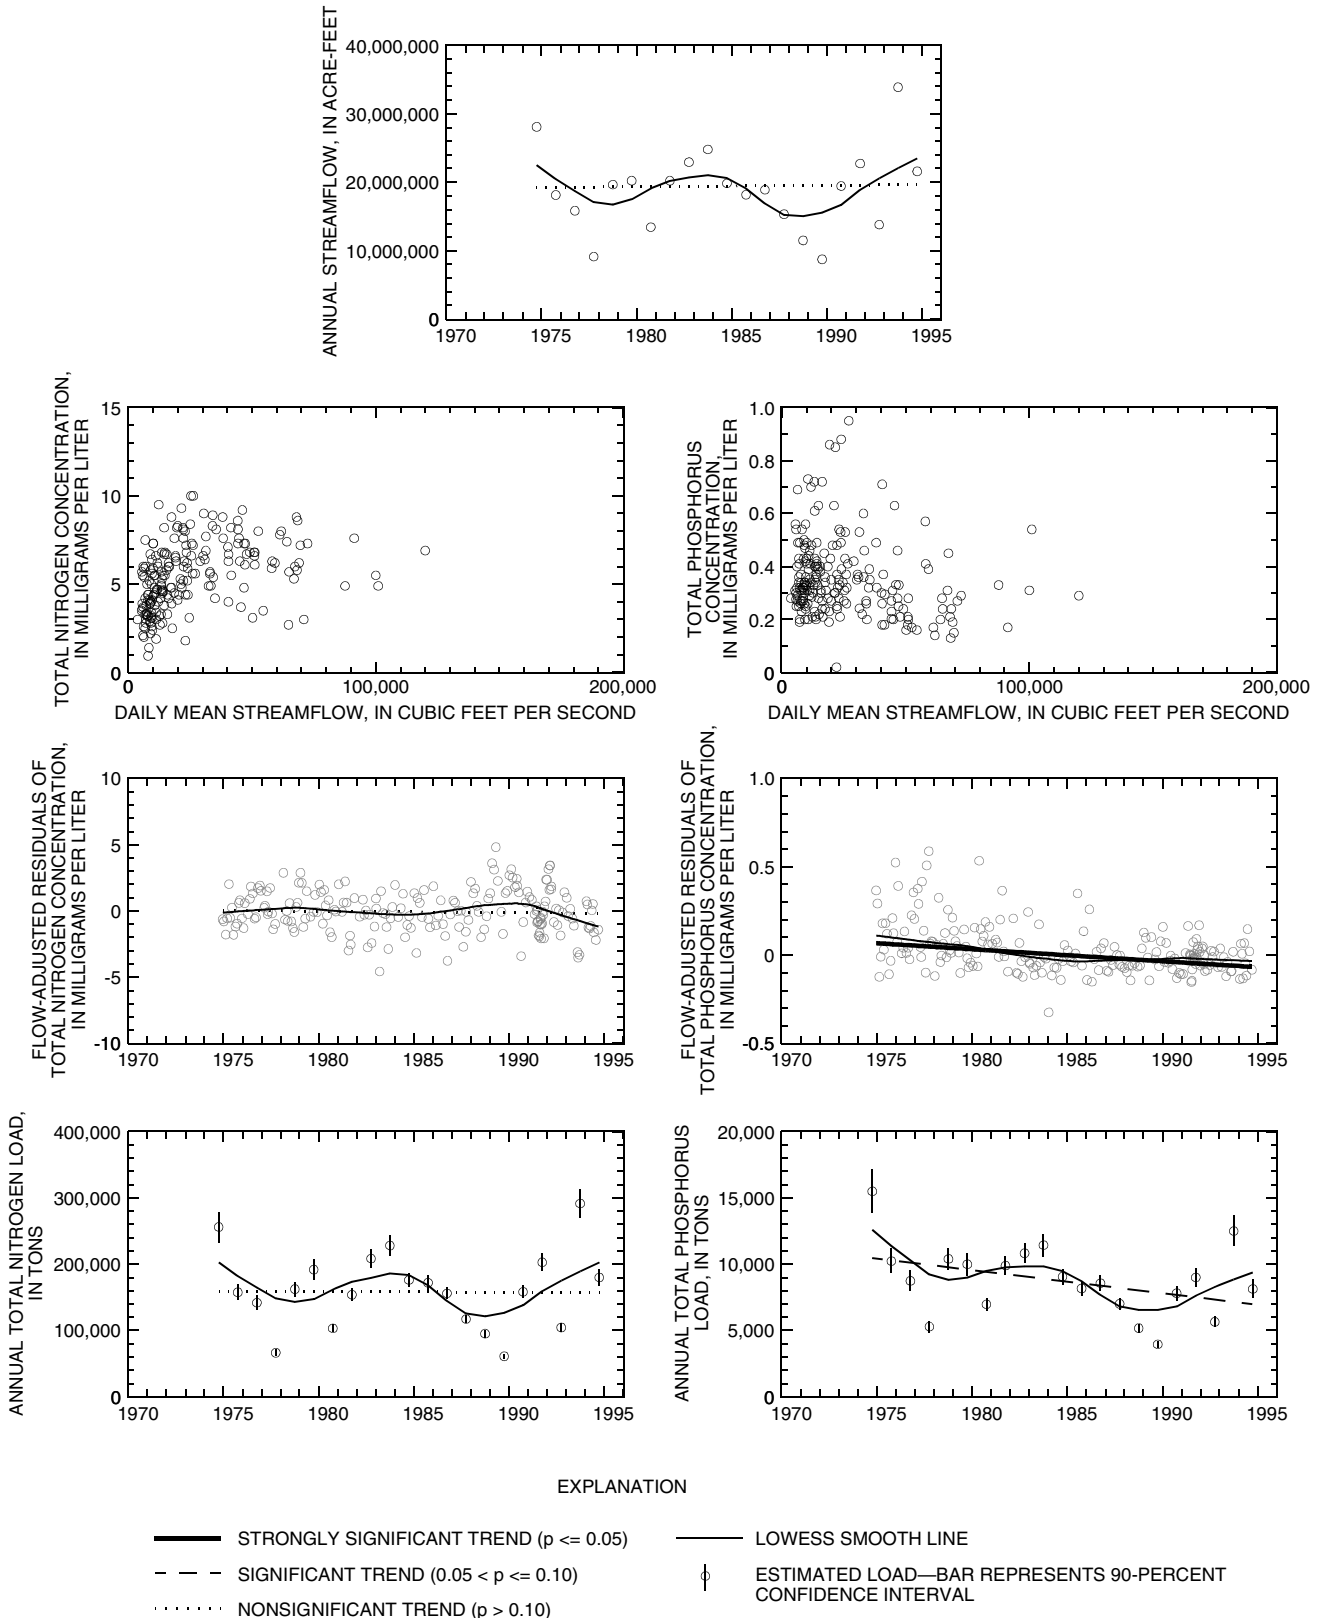 ANNUAL STREAMFLOW, IN ACRE-FEET
40,000,000
30,000,000
20,000,000
10,000,000
0
1970 1975 1980 1985 1990 1995
TOTAL NITROGEN CONCENTRATION,
IN MILLIGRAMS PER LITER
15
10
5
0
0 100,000 200,000
DAILY MEAN STREAMFLOW, IN CUBIC FEET PER SECOND
TOTAL PHOSPHORUS
CONCENTRATION,
IN MILLIGRAMS PER LITER
1.0
0.8
0.6
0.4
0.2
0
0 100,000 200,000
DAILY MEAN STREAMFLOW, IN CUBIC FEET PER SECOND
FLOW-ADJUSTED RESIDUALS OF
TOTAL NITROGEN CONCENTRATION,
IN MILLIGRAMS PER LITER
10
5
0
-5
-10
1970 1975 1980 1985 1990 1995
FLOW-ADJUSTED RESIDUALS OF
TOTAL PHOSPHORUS CONCENTRATION,
IN MILLIGRAMS PER LITER
1.0
0.5
0
-0.5
1970 1975 1980 1985 1990 1995
ANNUAL TOTAL NITROGEN LOAD,
IN TONS
400,000
300,000
200,000
100,000
0
1970 1975 1980 1985 1990 1995
ANNUAL TOTAL PHOSPHORUS
LOAD, IN TONS
20,000
15,000
10,000
5,000
0
1970 1975 1980 1985 1990 1995
EXPLANATION
STRONGLY SIGNIFICANT TREND (p <= 0.05)
SIGNIFICANT TREND (0.05 < p <= 0.10)
NONSIGNIFICANT TREND (p > 0.10)
LOWESS SMOOTH LINE
ESTIMATED LOAD—BAR REPRESENTS 90-PERCENT
CONFIDENCE INTERVAL